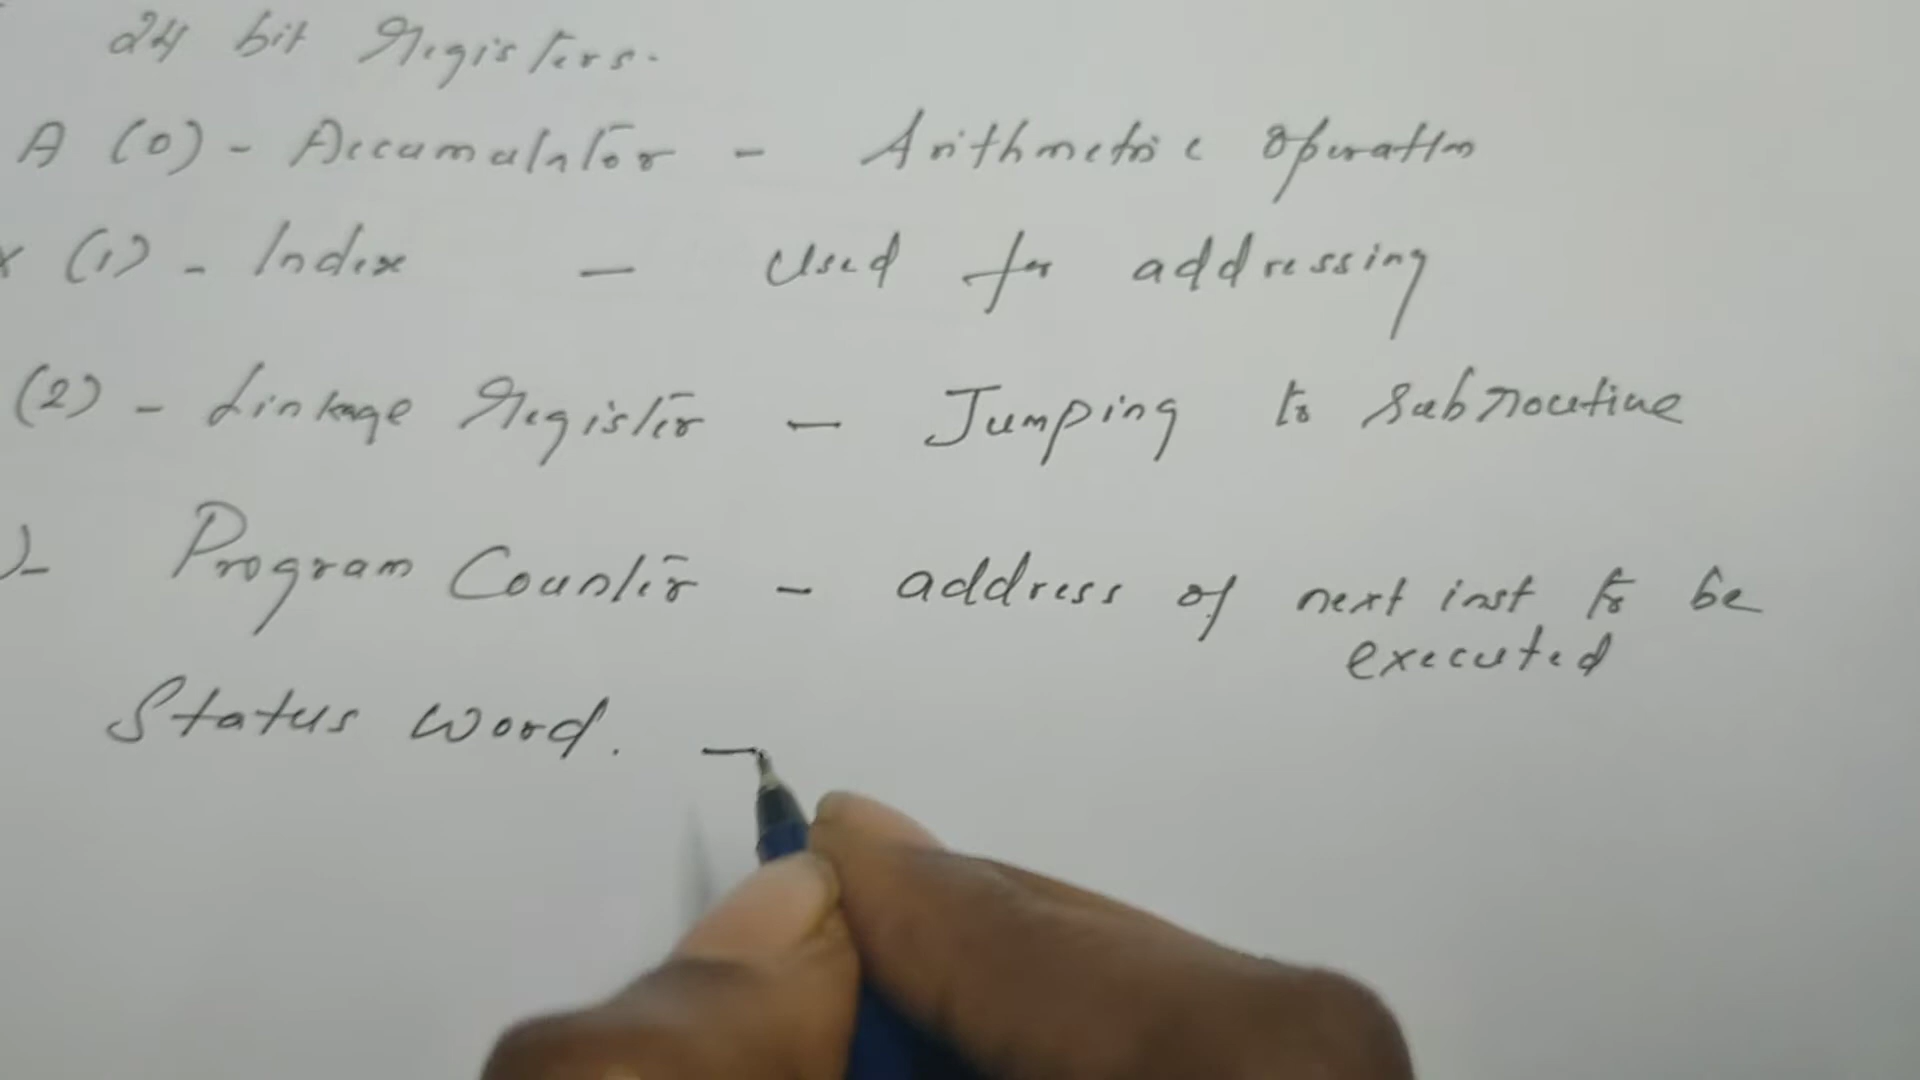 24 bit Registers.
A (0) - Accumulator - Arithmetic Operation
X (1) - Index - Used for addressing
(2) - Linkage Register - Jumping to Subroutine
)- Program Counter - address of next inst to be
executed
Status word. -